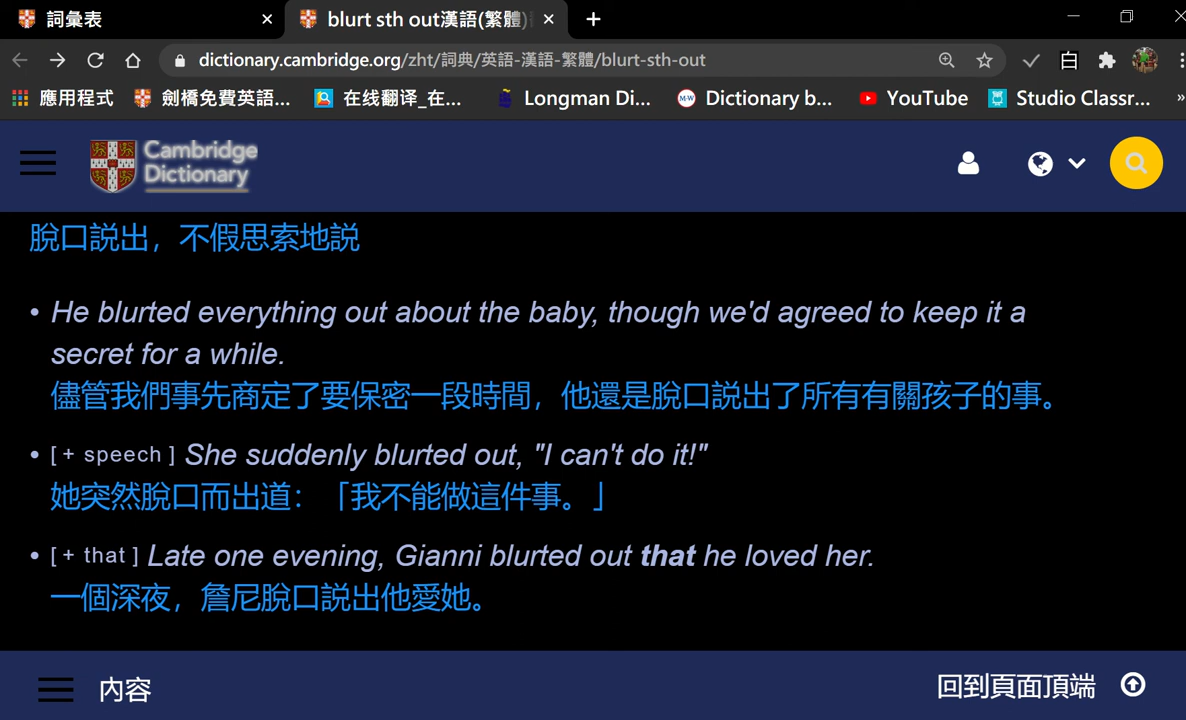 詞彙表
blurt sth out漢語(繁體)
dictionary.cambridge.org/zht/詞典/英語-漢語-繁體/blurt-sth-out
白
應用程式 劍橋免費英語... 在线翻译_在... Longman Di... M-W Dictionary b... YouTube Studio Classr... »
Cambridge
Dictionary
脫口説出，不假思索地説
• He blurted everything out about the baby, though we'd agreed to keep it a
secret for a while.
儘管我們事先商定了要保密一段時間，他還是脫口説出了所有有關孩子的事。
• [ + speech ] She suddenly blurted out, "I can't do it!"
她突然脫口而出道：「我不能做這件事。」
• [ + that ] Late one evening, Gianni blurted out that he loved her.
一個深夜，詹尼脫口説出他愛她。
內容
回到頁面頂端